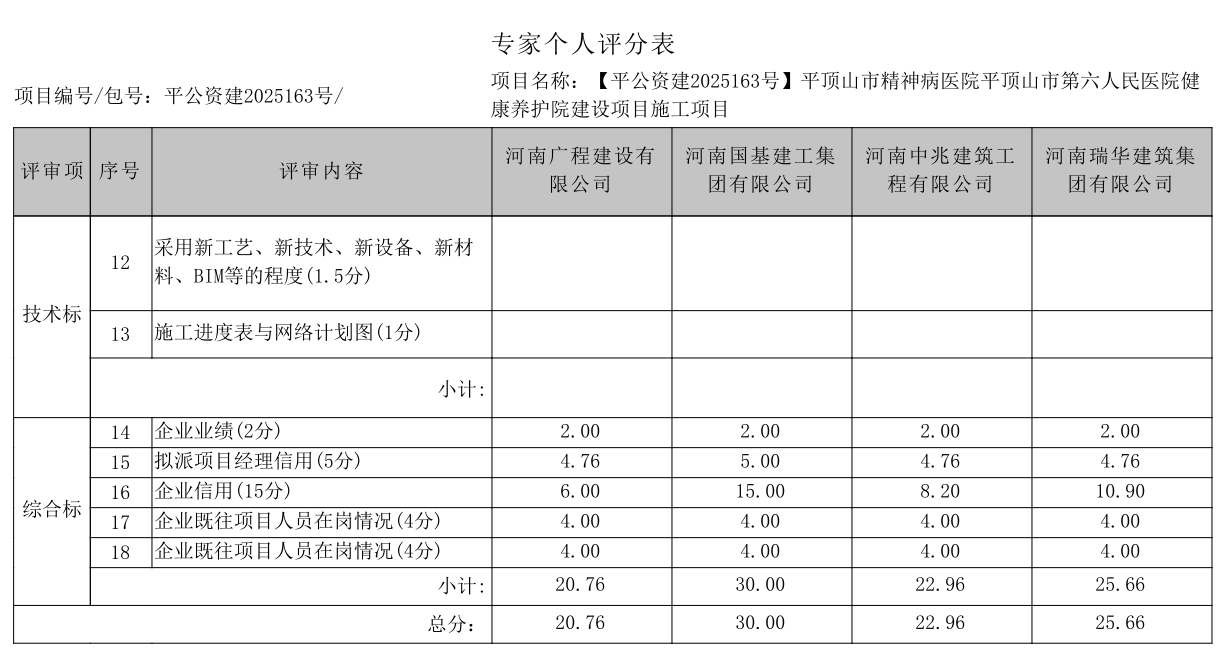 专家个人评分表
项目编号/包号：平公资建2025163号/
项目名称：【平公资建2025163号】平顶山市精神病医院平顶山市第六人民医院健
康养护院建设项目施工项目
评审项 序号 评审内容 河南广程建设有 河南国基建工集 河南中兆建筑工 河南瑞华建筑集
限公司 团有限公司 程有限公司 团有限公司
技术标
12 采用新工艺、新技术、新设备、新材
料、BIM等的程度(1.5分)
13 施工进度表与网络计划图(1分)
小计:
综合标
14 企业业绩(2分) 2.00 2.00 2.00 2.00
15 拟派项目经理信用(5分) 4.76 5.00 4.76 4.76
16 企业信用(15分) 6.00 15.00 8.20 10.90
17 企业既往项目人员在岗情况(4分) 4.00 4.00 4.00 4.00
18 企业既往项目人员在岗情况(4分) 4.00 4.00 4.00 4.00
小计: 20.76 30.00 22.96 25.66
总分: 20.76 30.00 22.96 25.66